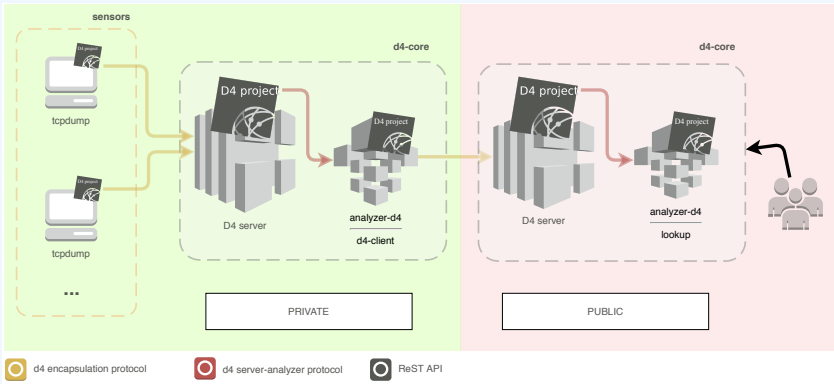 sensors
D4 project
tcpdump
D4 project
tcpdump
...
d4-core
D4 project
D4 server
D4 project
analyzer-d4
d4-client
PRIVATE
d4-core
D4 project
D4 server
D4 project
analyzer-d4
lookup
PUBLIC
d4 encapsulation protocol
d4 server-analyzer protocol
ReST API